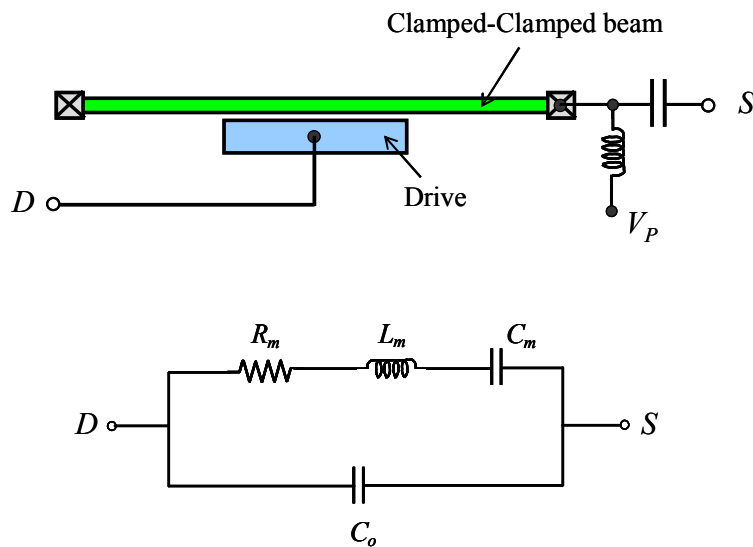 Clamped-Clamped beam
S
Drive
D
V_P
R_m
L_m
C_m
D
S
C_o